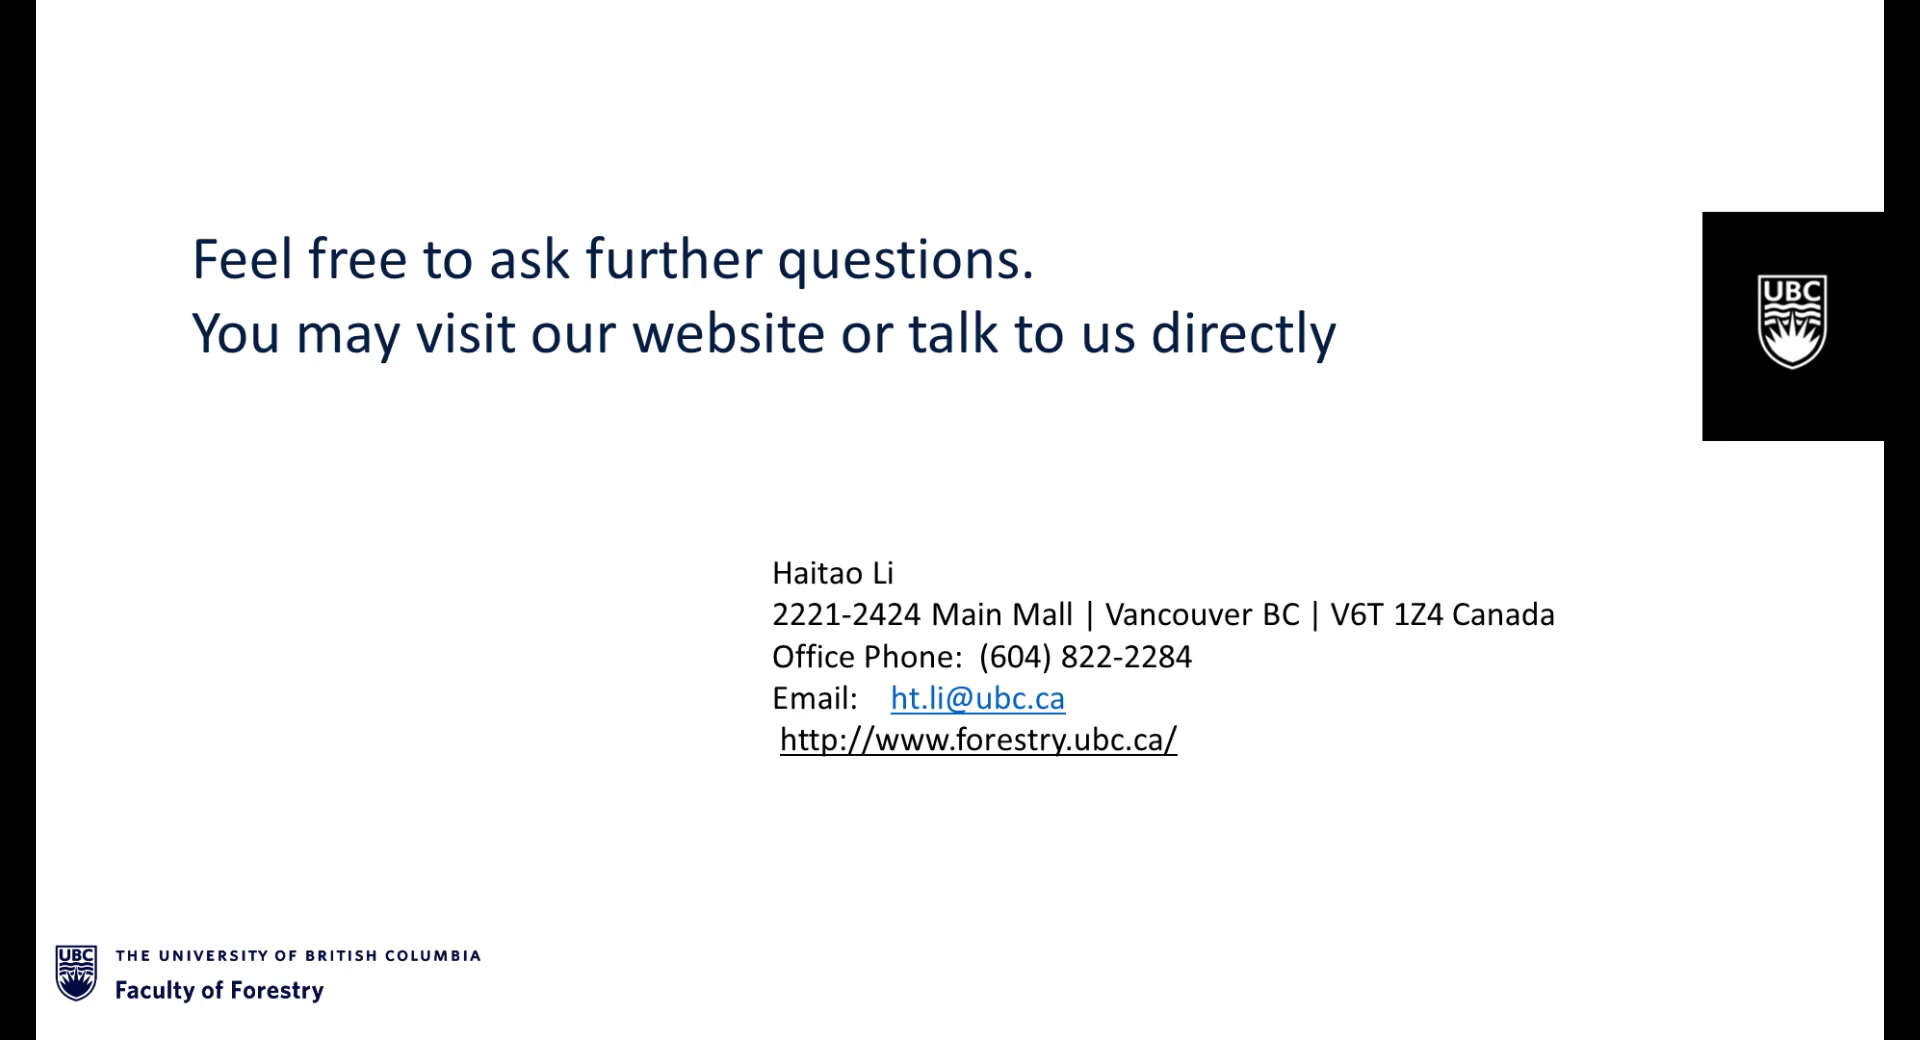 Feel free to ask further questions.
You may visit our website or talk to us directly
UBC
Haitao Li
2221-2424 Main Mall | Vancouver BC | V6T 1Z4 Canada
Office Phone:  (604) 822-2284
Email:    ht.li@ubc.ca
http://www.forestry.ubc.ca/
UBC
THE UNIVERSITY OF BRITISH COLUMBIA
Faculty of Forestry